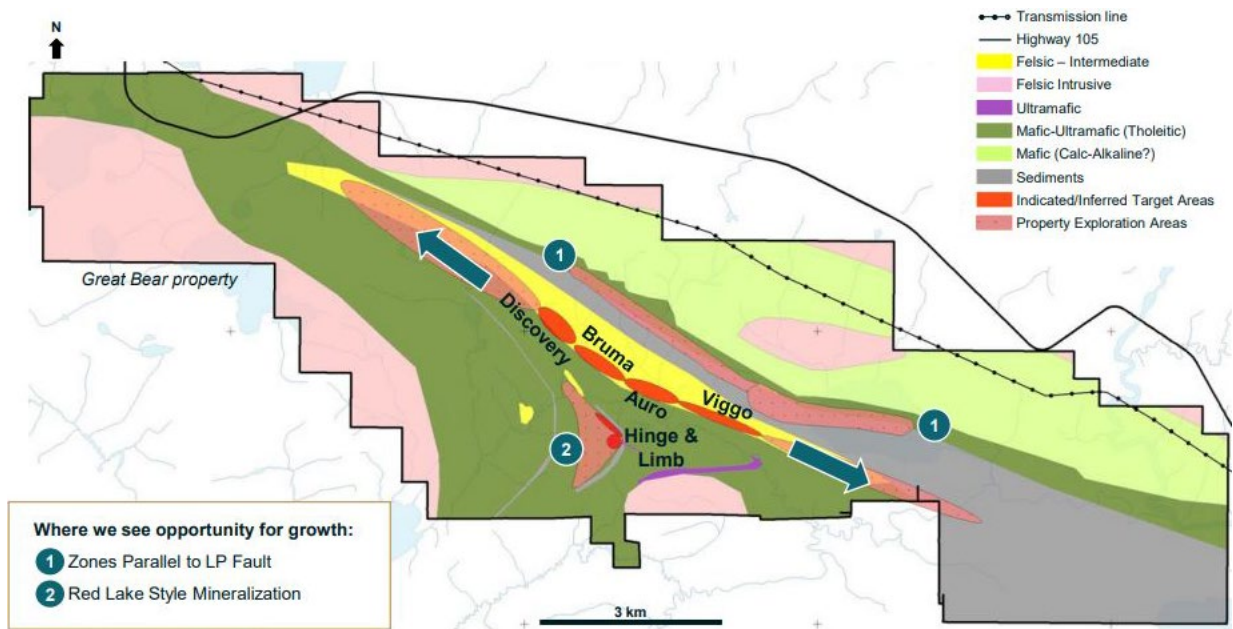 N
Transmission line
Highway 105
Felsic – Intermediate
Felsic Intrusive
Ultramafic
Mafic-Ultramafic (Tholeitic)
Mafic (Calc-Alkaline?)
Sediments
Indicated/Inferred Target Areas
Property Exploration Areas
Great Bear property
1
Discovery
Bruma
Auro
Viggo
1
Hinge &
Limb
2
Where we see opportunity for growth:
1 Zones Parallel to LP Fault
2 Red Lake Style Mineralization
3 km